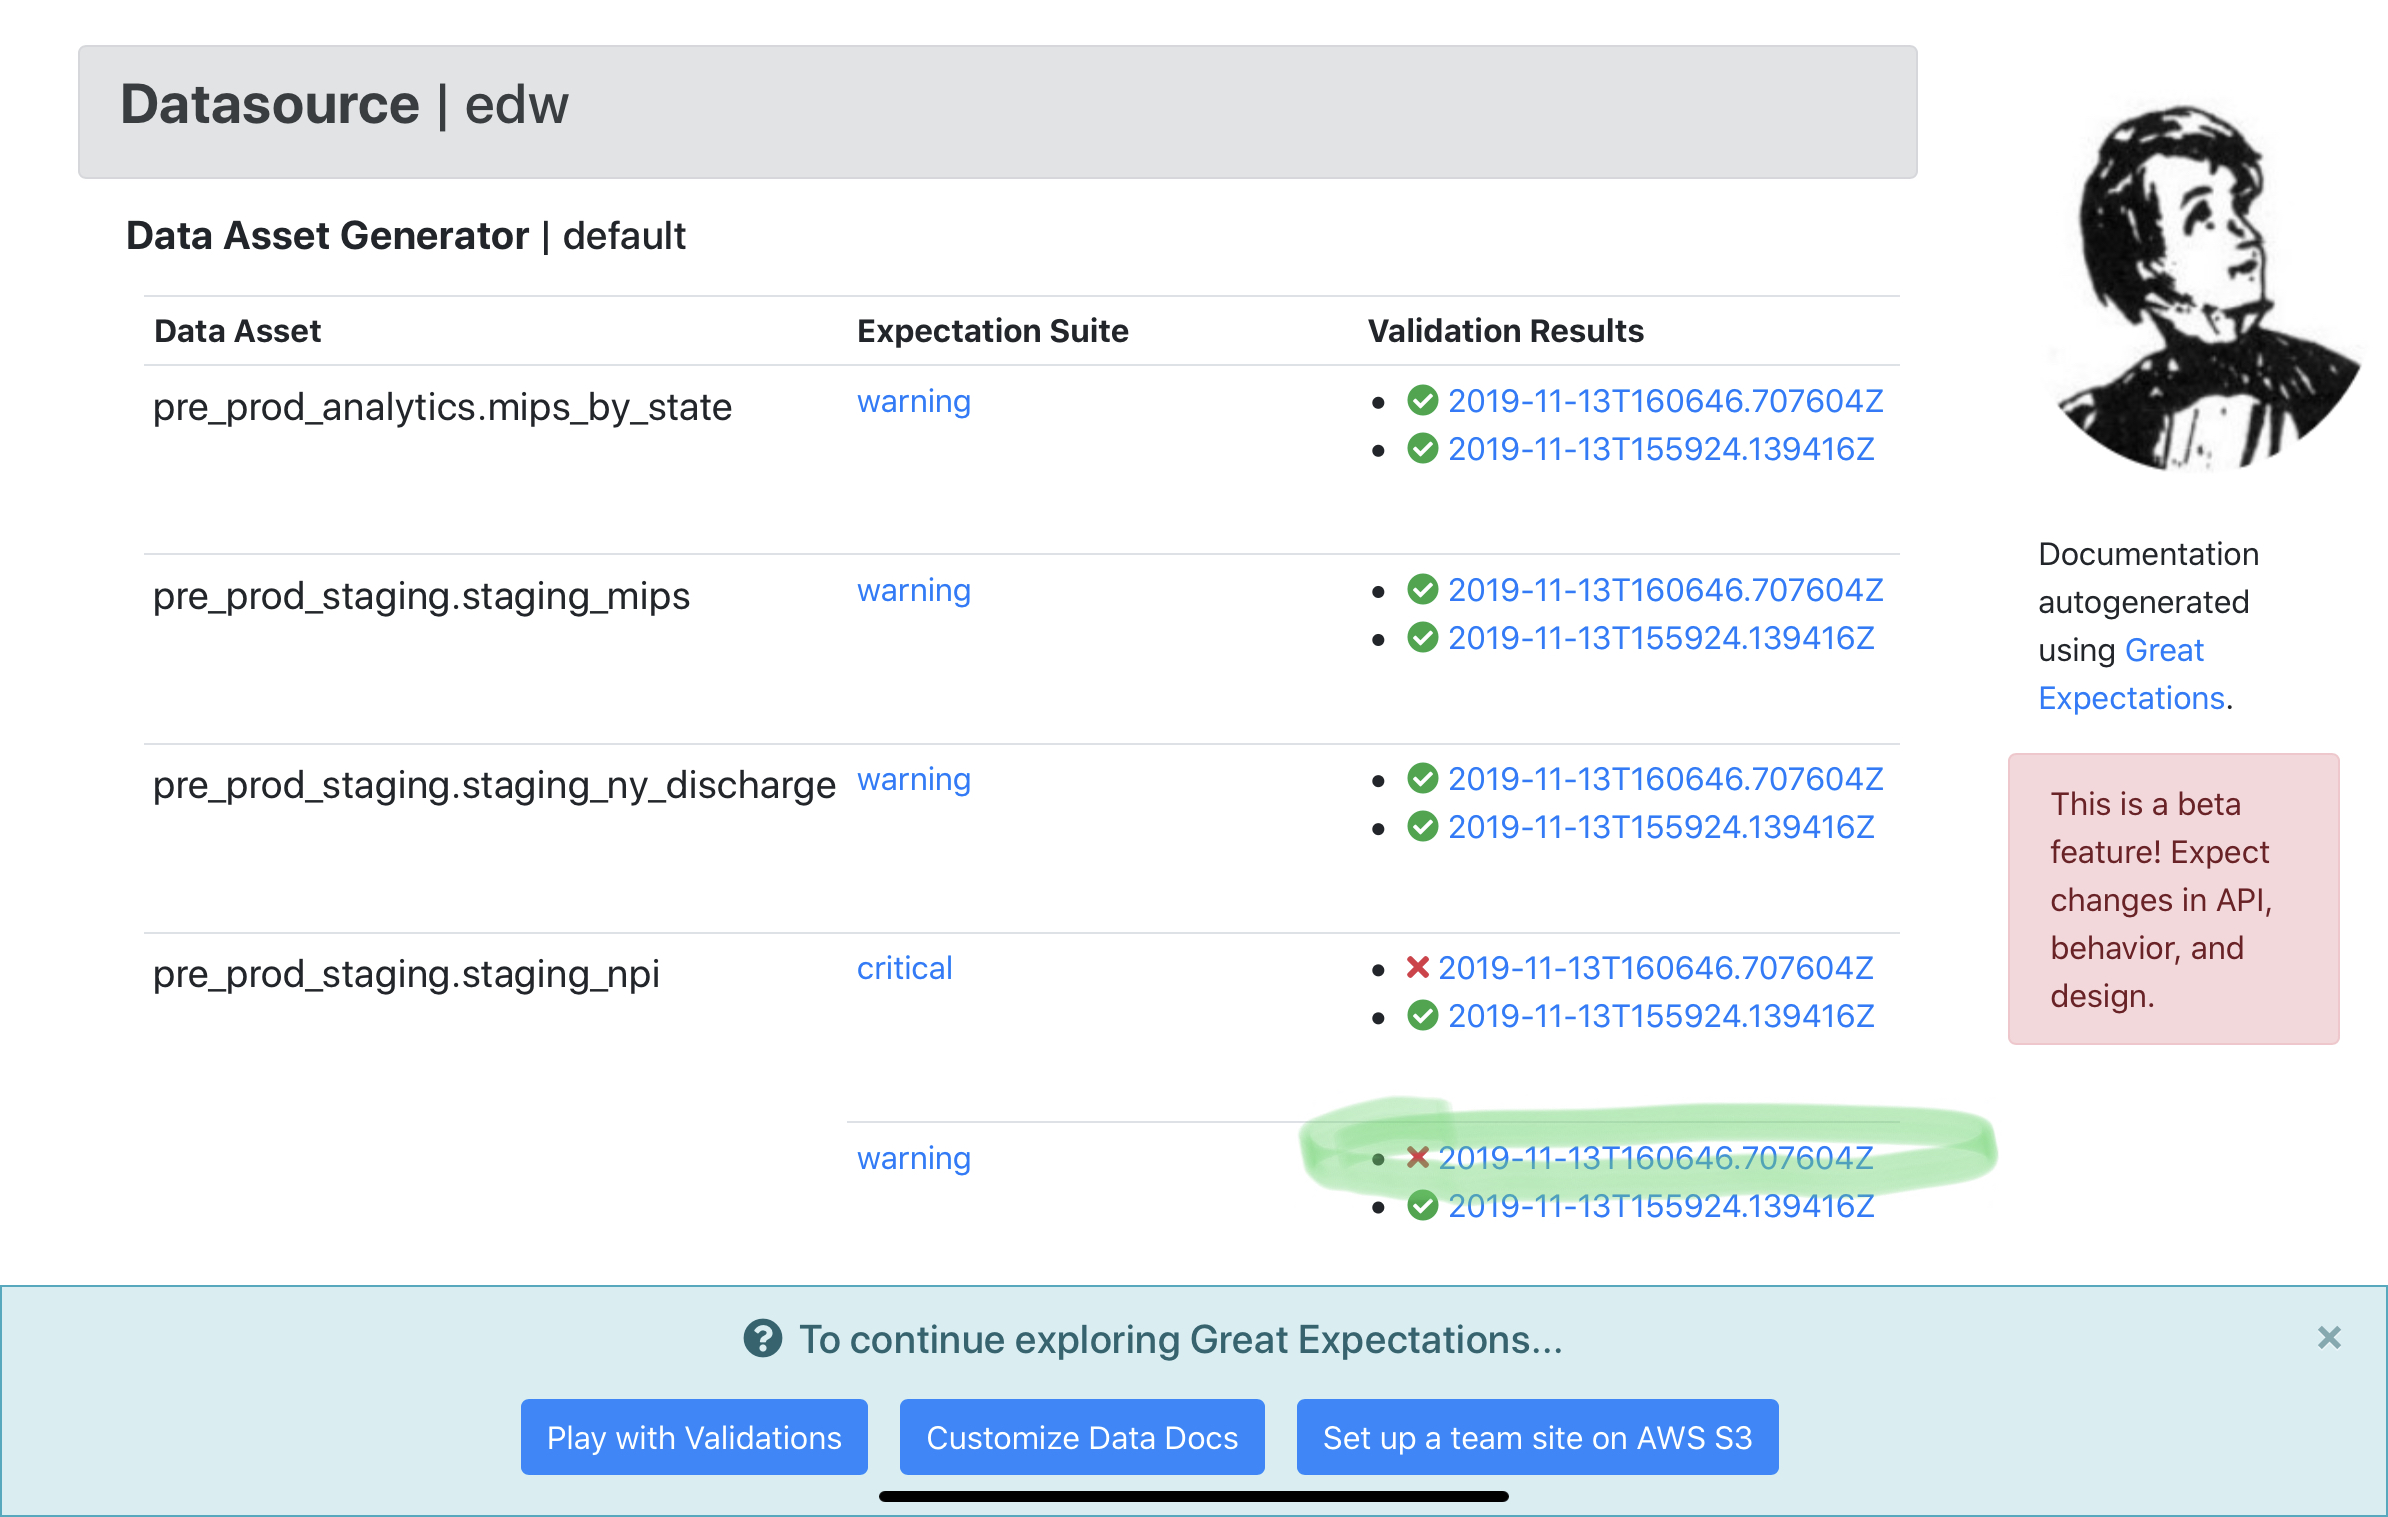 Datasource | edw
Data Asset Generator | default
Data Asset Expectation Suite Validation Results
pre_prod_analytics.mips_by_state warning 2019-11-13T160646.707604Z
2019-11-13T155924.139416Z
pre_prod_staging.staging_mips warning 2019-11-13T160646.707604Z
2019-11-13T155924.139416Z
pre_prod_staging.staging_ny_discharge warning 2019-11-13T160646.707604Z
2019-11-13T155924.139416Z
pre_prod_staging.staging_npi critical 2019-11-13T160646.707604Z
2019-11-13T155924.139416Z
warning 2019-11-13T160646.707604Z
2019-11-13T155924.139416Z
Documentation
autogenerated
using Great
Expectations.
This is a beta
feature! Expect
changes in API,
behavior, and
design.
To continue exploring Great Expectations...
Play with Validations Customize Data Docs Set up a team site on AWS S3